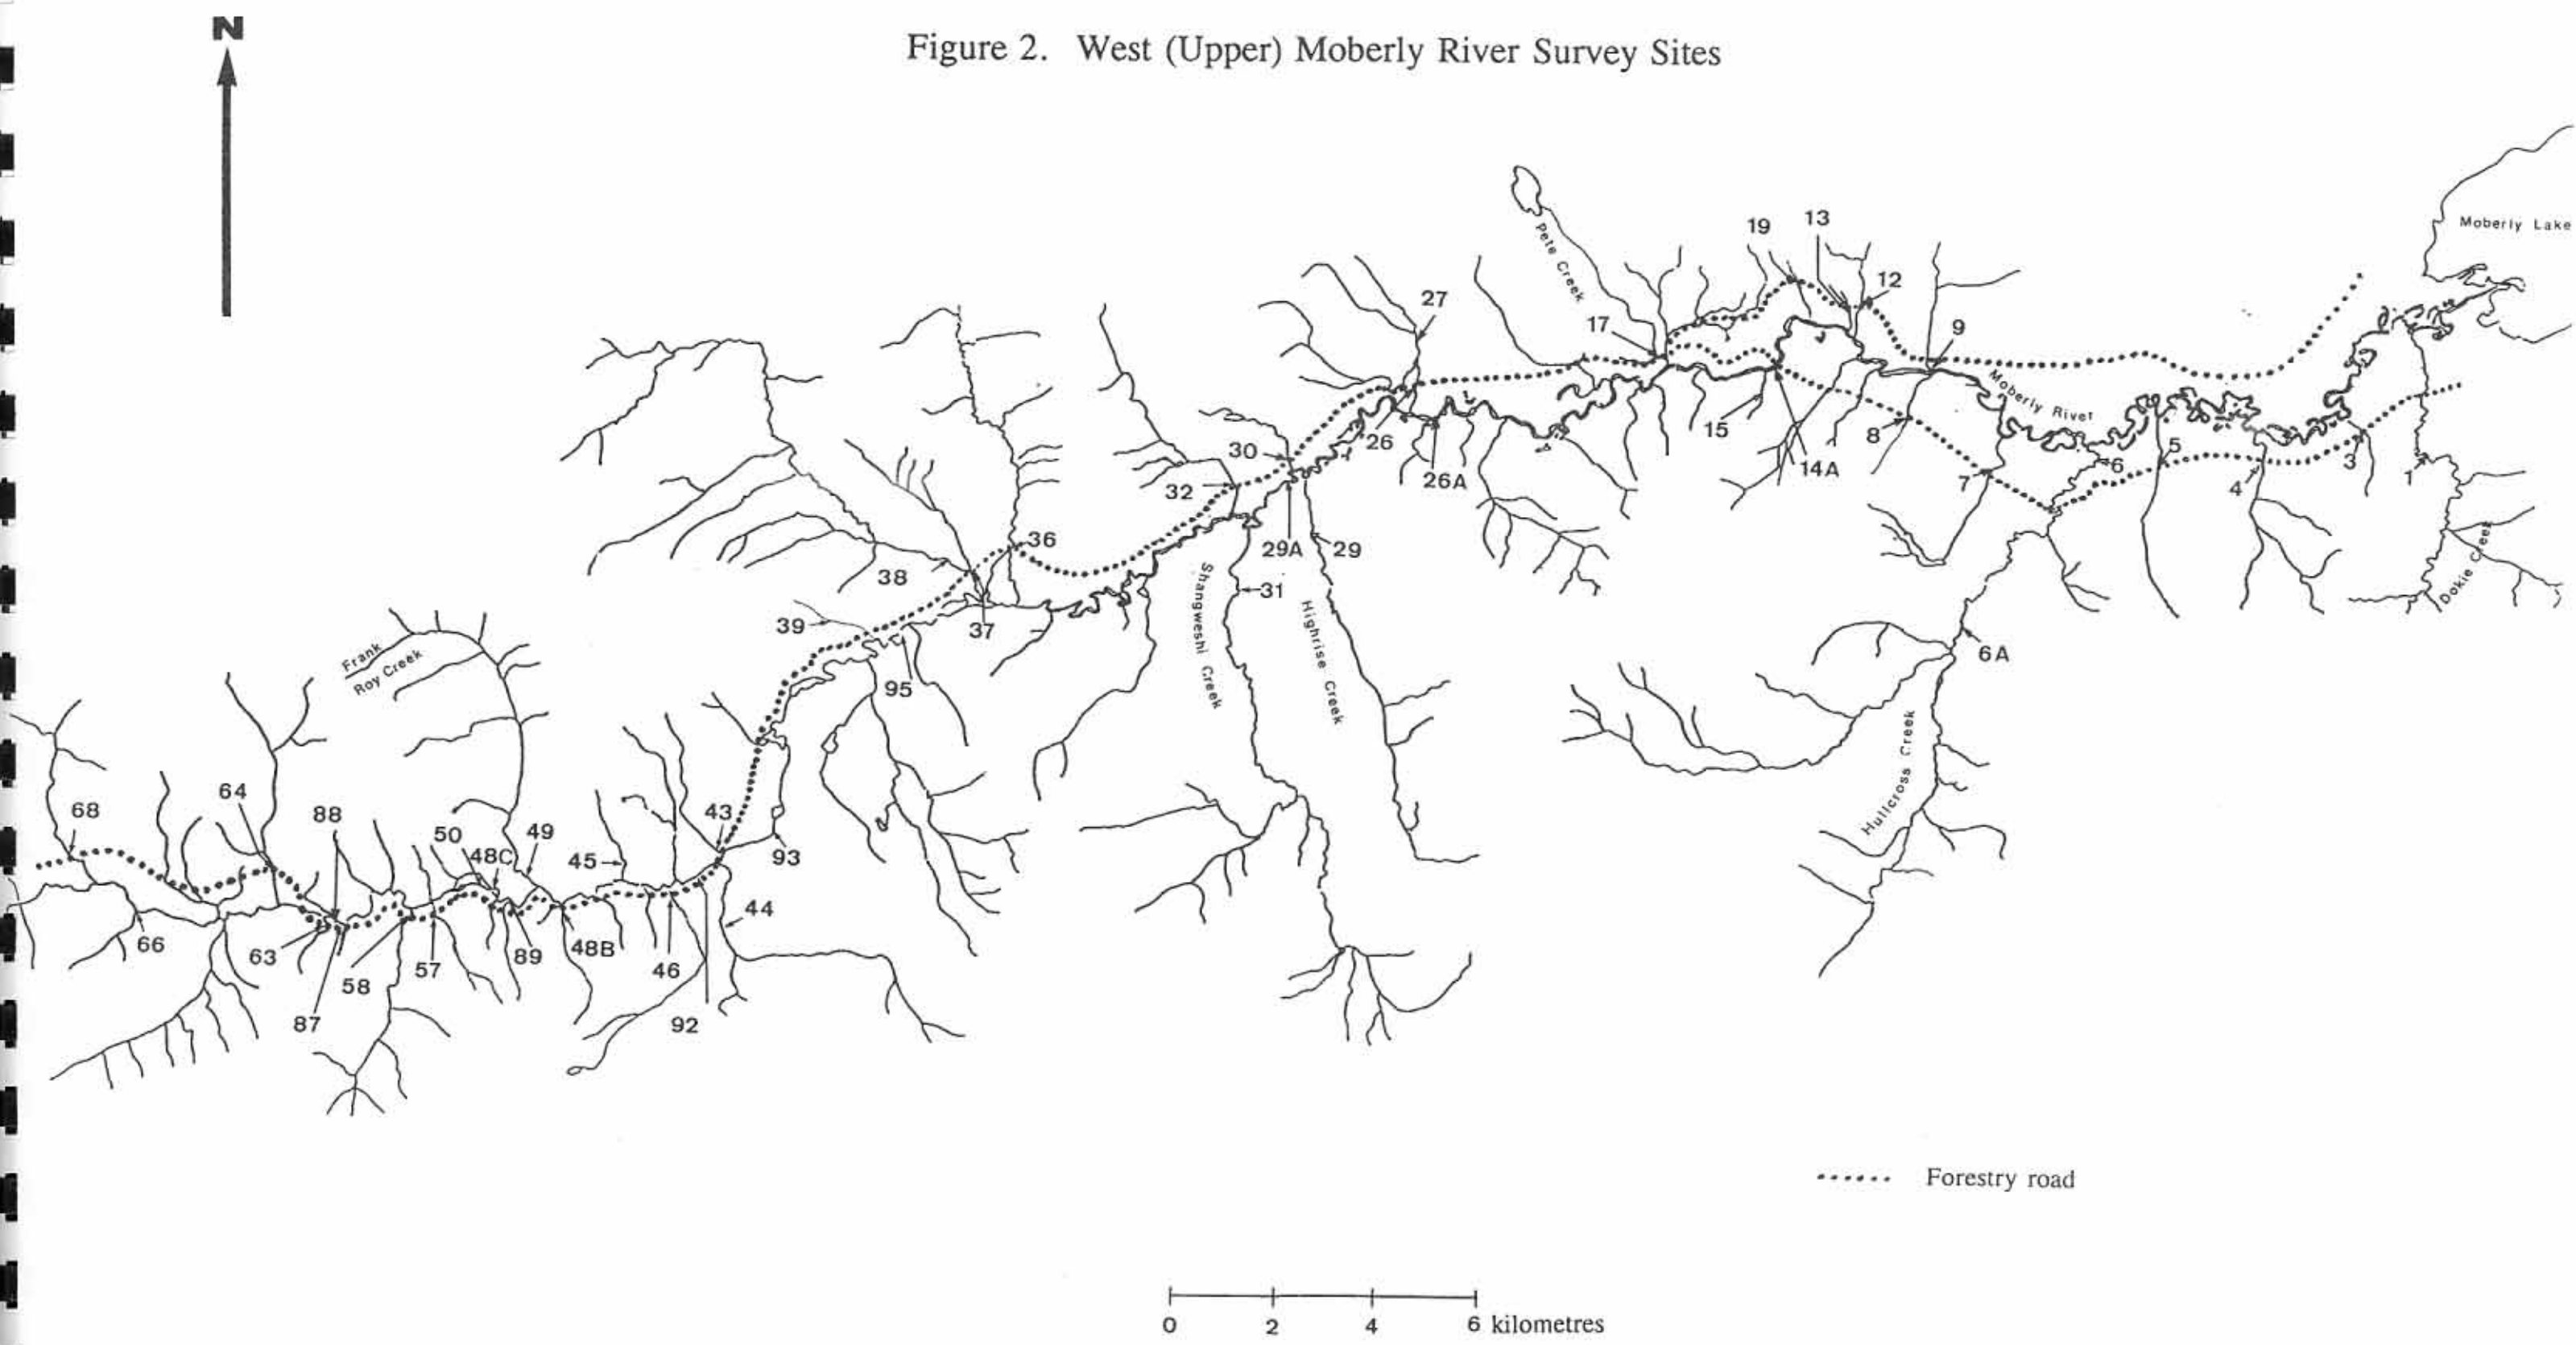 N
Figure 2. West (Upper) Moberly River Survey Sites
Moberly Lake
19
13
12
Pete Creek
27
17
9
Moberly River
15
14A
8
7
6
5
4
3
1
Dokie Creek
30
26
26A
32
29A
29
31
36
38
37
39
95
Shangweshi Creek
Highrise Creek
6A
Hullcross Creek
Frank
Roy Creek
68
64
88
50
48C
49
45
43
93
44
66
63
58
57
89
48B
46
87
92
Forestry road
0 2 4 6 kilometres